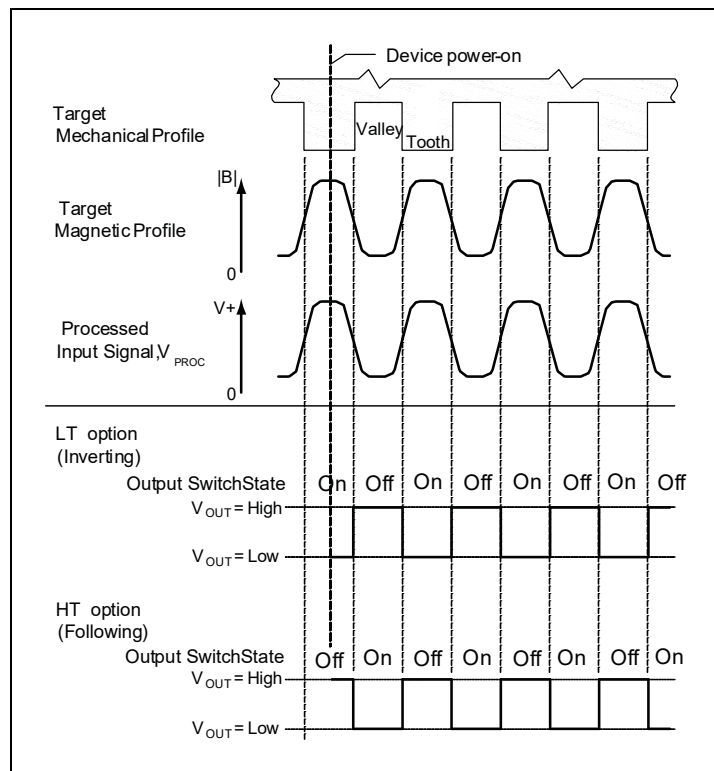 Device power-on
Target
Mechanical Profile
Valley
Tooth
|B|
Target
Magnetic Profile
0
V+
Processed
Input Signal,V PROC
0
LT option
(Inverting)
Output SwitchState On Off On Off On Off On Off
V OUT = High
V OUT = Low
HT option
(Following)
Output SwitchState Off On Off On Off On Off On
V OUT = High
V OUT = Low